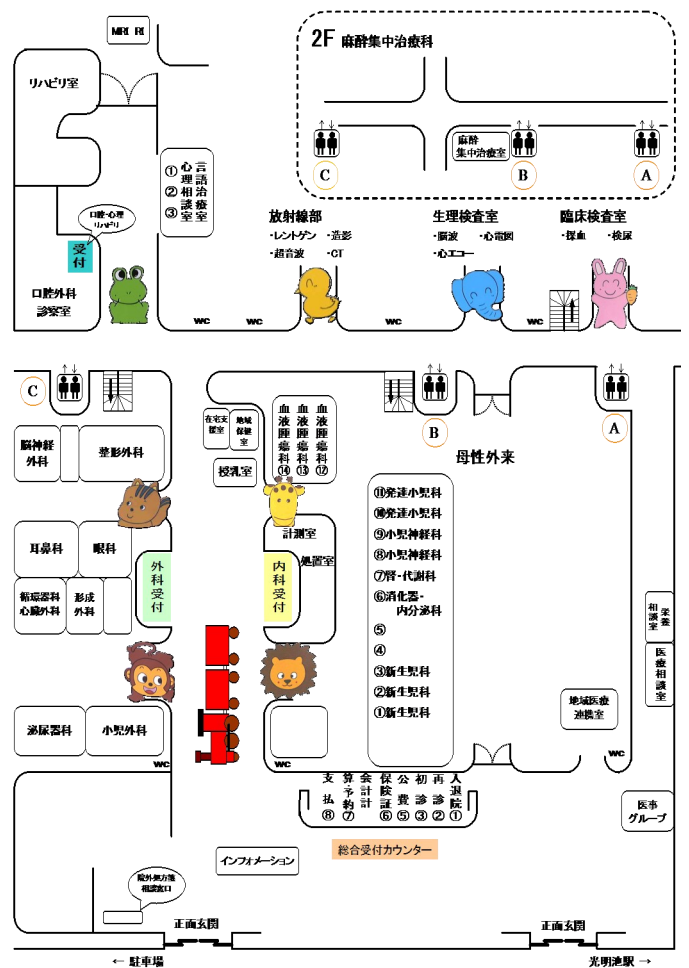 MRI RI
リハビリ室
2F 麻酔集中治療科
麻酔
集中治療室
C
B
A
①心理相談室
②
③
言語治療室
口腔・心理
リハビリ
受付
口腔外科
診察室
放射線部
・レントゲン ・造影
・超音波 ・CT
生理検査室
・脳波 ・心電図
・心エコー
臨床検査室
・採血 ・検尿
WC
WC
WC
WC
C
B
A
脳神経
外科
整形外科
在宅支
援室
地域
保健
室
授乳室
血液腫瘍科⑭
血液腫瘍科⑬
血液腫瘍科⑫
母性外来
計測室
処置室
耳鼻科
眼科
外科受付
内科受付
循環器科
心臓外科
形成
外科
⑪発達小児科
⑩発達小児科
⑨小児神経科
⑧小児神経科
⑦腎・代謝科
⑥消化器・
内分泌科
⑤
④
③新生児科
②新生児科
①新生児科
栄養
相談室
医療相談室
地域医療
連携室
泌尿器科
小児外科
WC
WC
支払⑧
算・予約⑦
会計計
保険証⑥
公費⑤
初診③
再診②
入退院①
医事
グループ
総合受付カウンター
インフォメーション
院外処方箋
相談窓口
正面玄関
正面玄関
← 駐車場
光明池駅 →